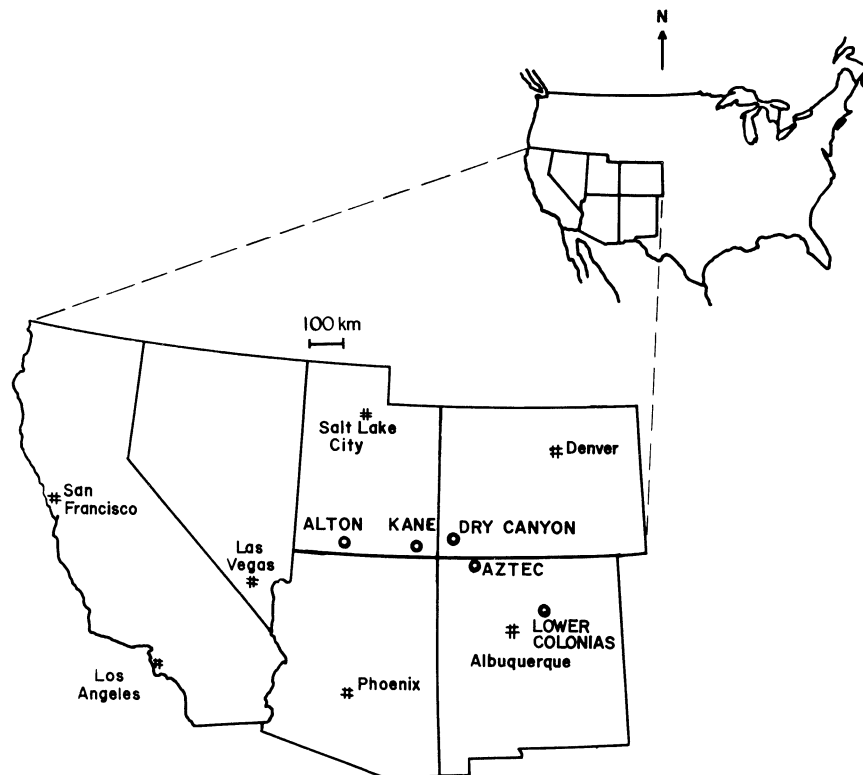 N
100 km
# Salt Lake
City
# Denver
# San
Francisco
ALTON
KANE
DRY CANYON
Las
Vegas
#
AZTEC
LOWER
COLONIAS
#
Albuquerque
Los
Angeles
#
# Phoenix